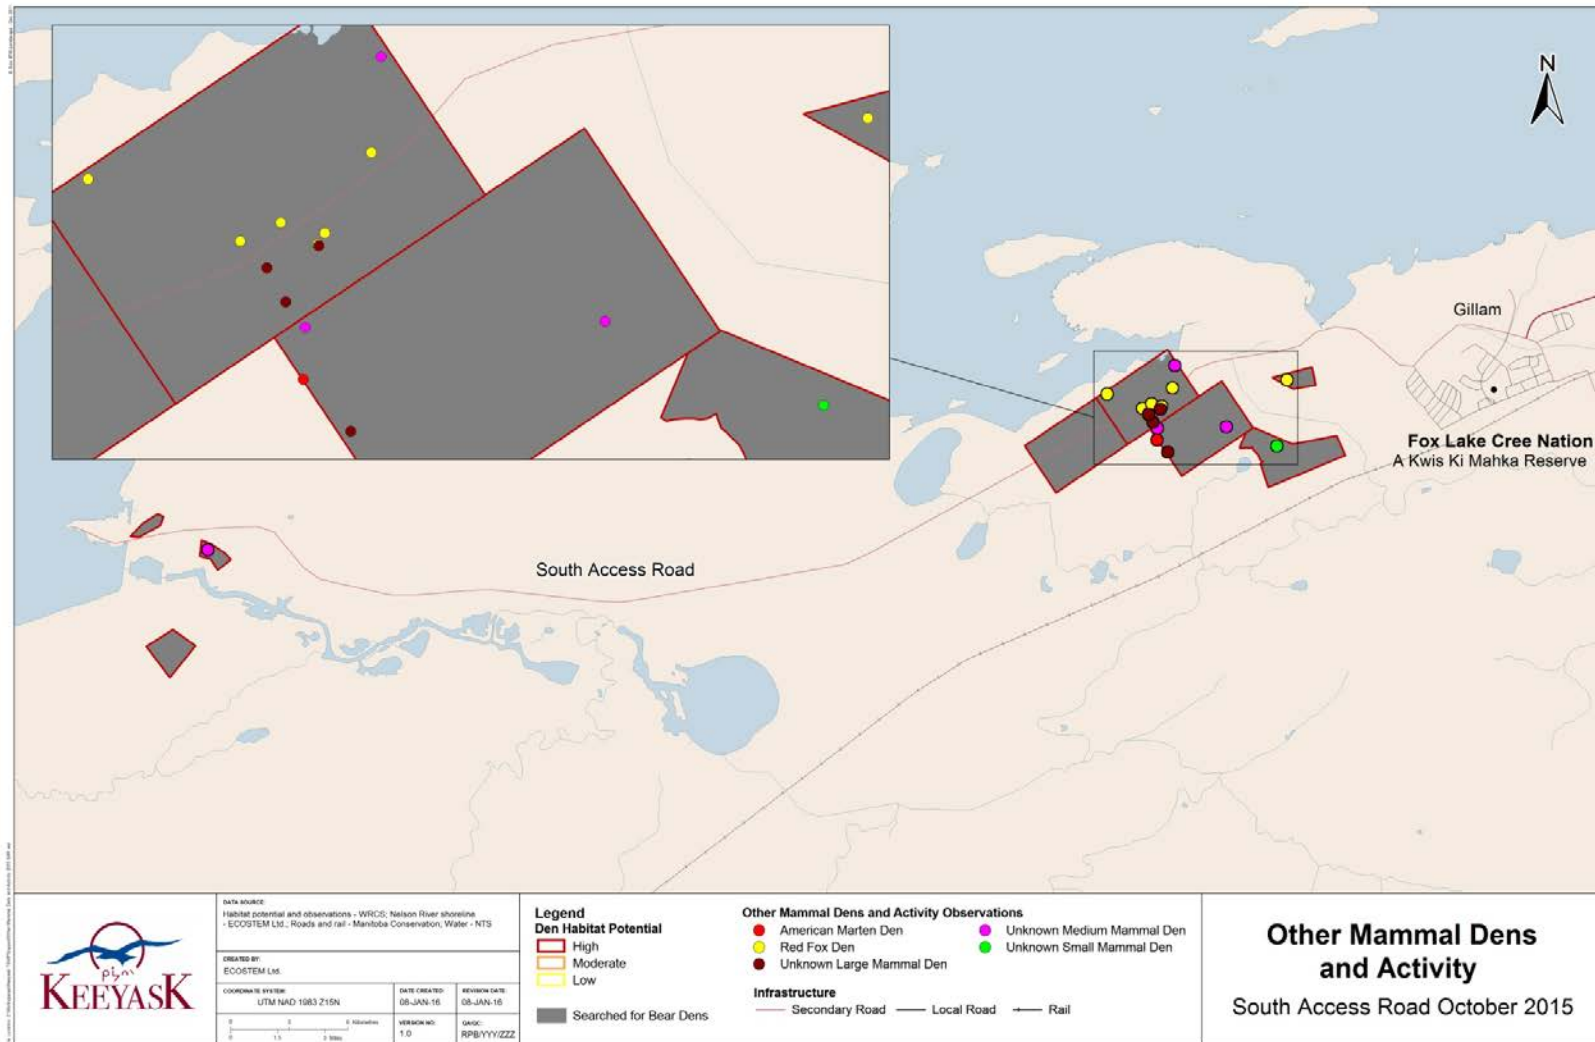 N
Gillam
Fox Lake Cree Nation
A Kwis Ki Mahka Reserve
South Access Road
KEEYASK
DATA SOURCE:
Habitat potential and observations - WRCS; Nelson River shoreline
- ECOSTEM Ltd.; Roads and rail - Manitoba Conservation; Water - NTS
CREATED BY:
ECOSTEM Ltd.
COORDINATE SYSTEM:
UTM NAD 1983 Z15N
DATE CREATED:
08-JAN-16
REVISION DATE:
08-JAN-16
VERSION NO:
1.0
QA/QC:
RPB/YYY/ZZZ
Legend
Den Habitat Potential
High
Moderate
Low
Searched for Bear Dens
Other Mammal Dens and Activity Observations
American Marten Den
Red Fox Den
Unknown Large Mammal Den
Unknown Medium Mammal Den
Unknown Small Mammal Den
Infrastructure
Secondary Road
Local Road
Rail
Other Mammal Dens
and Activity
South Access Road October 2015